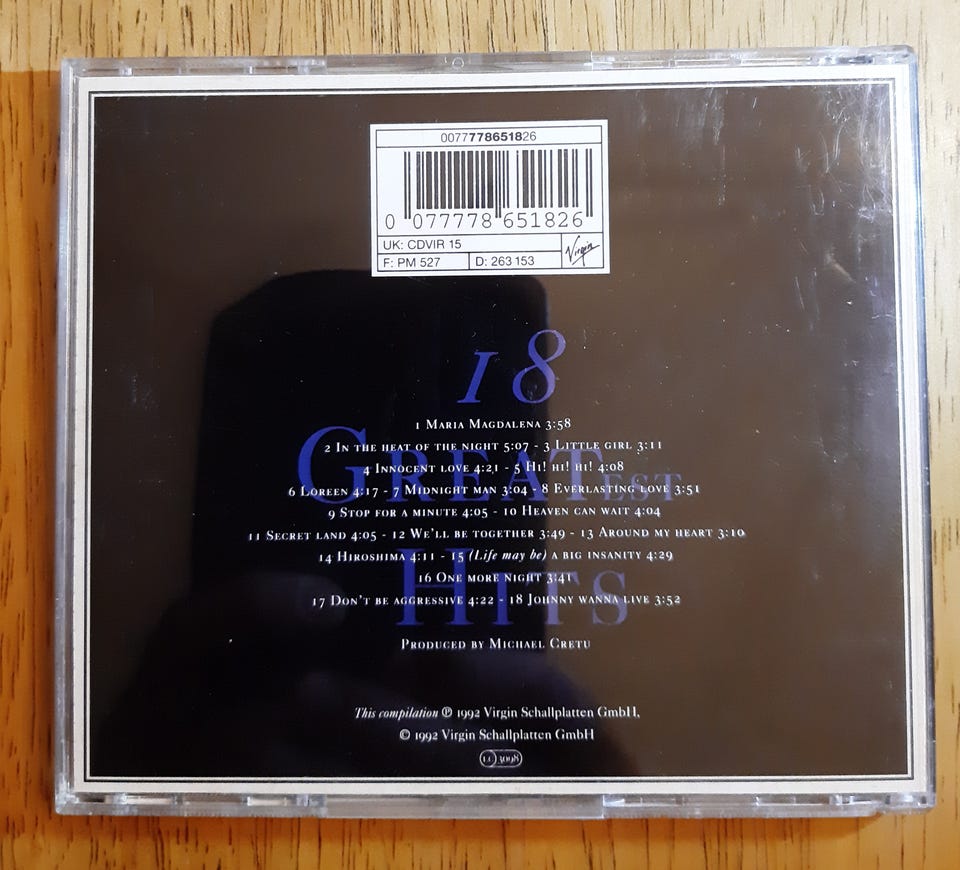 0077778651826
0 077778 651826
UK: CDVIR 15
F: PM 527 D: 263 153 Virgin
18
GREATEST
HITS
1 MARIA MAGDALENA 3:58
2 IN THE HEAT OF THE NIGHT 5:07 - 3 LITTLE GIRL 3:11
4 INNOCENT LOVE 4:21 - 5 HI! HI! HI! 4:08
6 LOREEN 4:17 - 7 MIDNIGHT MAN 3:04 - 8 EVERLASTING LOVE 3:51
9 STOP FOR A MINUTE 4:05 - 10 HEAVEN CAN WAIT 4:04
11 SECRET LAND 4:05 - 12 WE'LL BE TOGETHER 3:49 - 13 AROUND MY HEART 3:10
14 HIROSHIMA 4:11 - 15 (Life may be) A BIG INSANITY 4:29
16 ONE MORE NIGHT 3:41
17 DON'T BE AGGRESSIVE 4:22 - 18 JOHNNY WANNA LIVE 3:52
PRODUCED BY MICHAEL CRETU
This compilation ℗ 1992 Virgin Schallplatten GmbH,
© 1992 Virgin Schallplatten GmbH
LC 3098